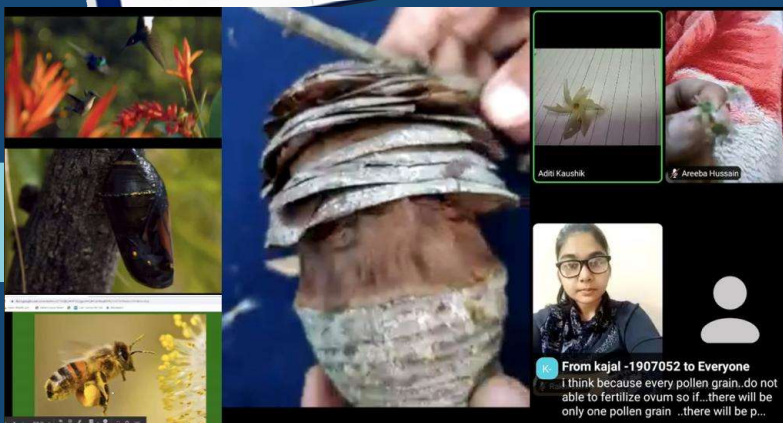 Aditi Kaushik
Areeba Hussain
K-
From kajal -1907052 to Everyone
i think because every pollen grain..do not
able to fertilize ovum so if...there will be
only one pollen grain ..there will be p...